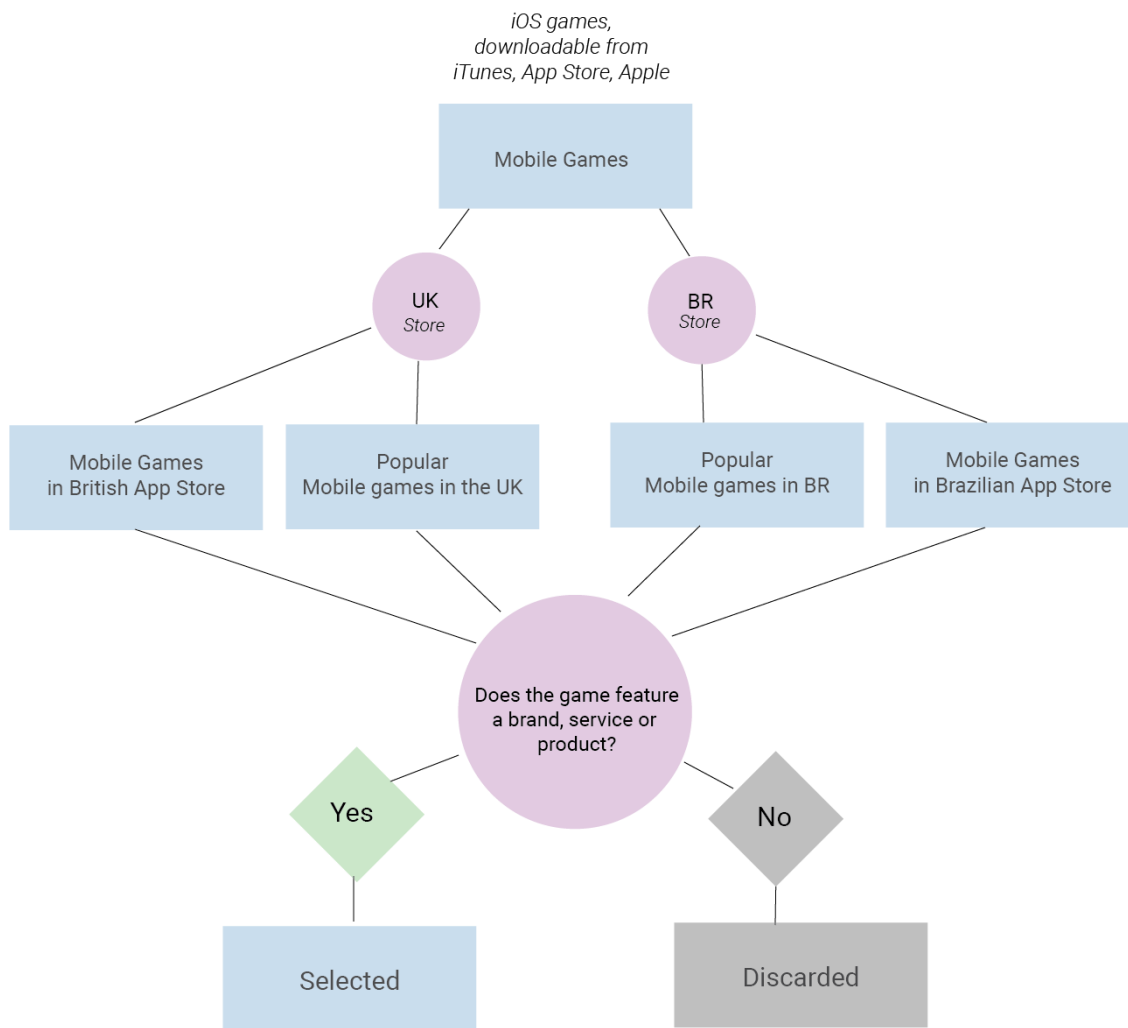 iOS games,
downloadable from
iTunes, App Store, Apple
Mobile Games
UK
Store
BR
Store
Mobile Games
in British App Store
Popular
Mobile games in the UK
Popular
Mobile games in BR
Mobile Games
in Brazilian App Store
Does the game feature
a brand, service or
product?
Yes
No
Selected
Discarded